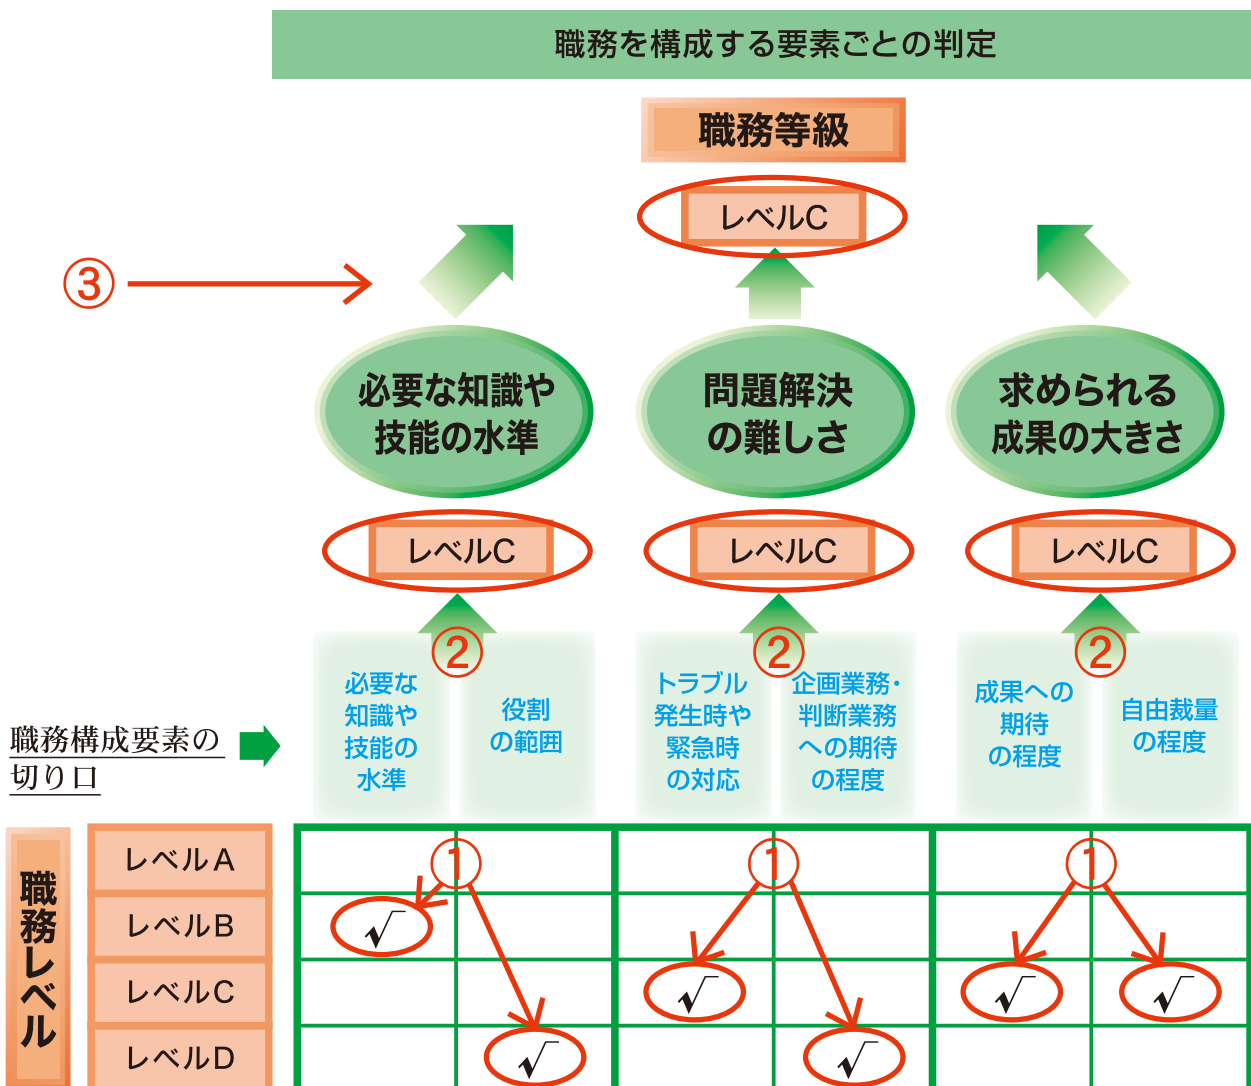 職務を構成する要素ごとの判定
職務等級
レベルC
③
必要な知識や
技能の水準
問題解決
の難しさ
求められる
成果の大きさ
レベルC
レベルC
レベルC
②
②
②
必要な
知識や
技能の
水準
役割
の範囲
トラブル
発生時や
緊急時
の対応
企画業務・
判断業務
への期待
の程度
成果への
期待
の程度
自由裁量
の程度
職務構成要素の
切り口
職務レベル
レベルA
①
①
①
レベルB
√
レベルC
√
√
√
レベルD
√
√